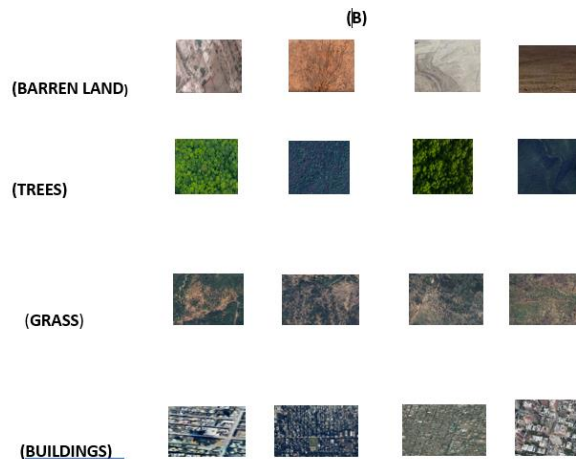 (B)
(BARREN LAND)
(TREES)
(GRASS)
(BUILDINGS)